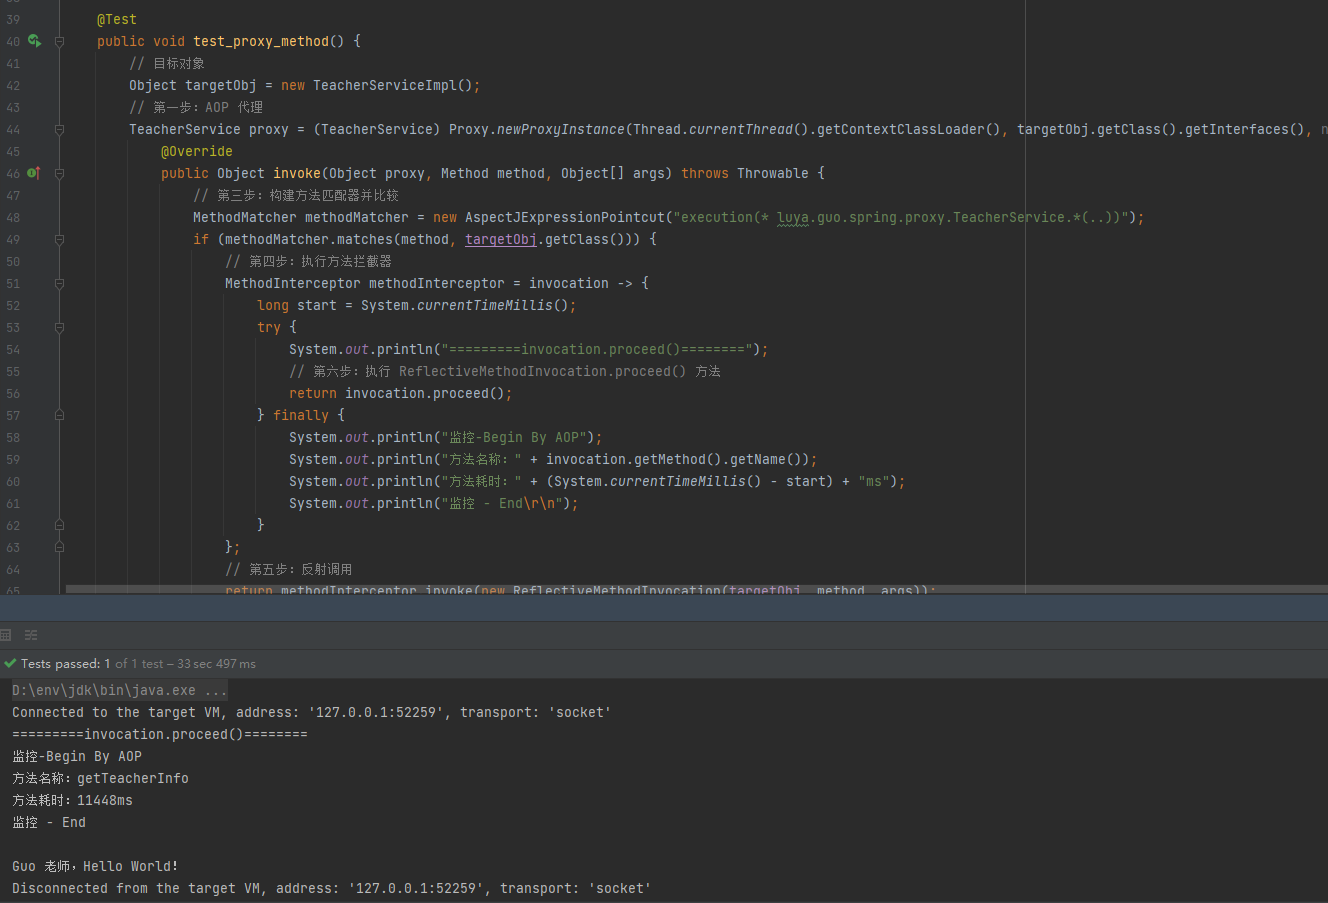 39 @Test
40 public void test_proxy_method() {
41 // 目标对象
42 Object targetObj = new TeacherServiceImpl();
43 // 第一步：AOP 代理
44 TeacherService proxy = (TeacherService) Proxy.newProxyInstance(Thread.currentThread().getContextClassLoader(), targetObj.getClass().getInterfaces(), n
45 @Override
46 public Object invoke(Object proxy, Method method, Object[] args) throws Throwable {
47 // 第三步：构建方法匹配器并比较
48 MethodMatcher methodMatcher = new AspectJExpressionPointcut("execution(* luya.guo.spring.proxy.TeacherService.*(..))");
49 if (methodMatcher.matches(method, targetObj.getClass())) {
50 // 第四步：执行方法拦截器
51 MethodInterceptor methodInterceptor = invocation -> {
52 long start = System.currentTimeMillis();
53 try {
54 System.out.println("=========invocation.proceed()========");
55 // 第六步：执行 ReflectiveMethodInvocation.proceed() 方法
56 return invocation.proceed();
57 } finally {
58 System.out.println("监控-Begin By AOP");
59 System.out.println("方法名称：" + invocation.getMethod().getName());
60 System.out.println("方法耗时：" + (System.currentTimeMillis() - start) + "ms");
61 System.out.println("监控 - End\r\n");
62 }
63 };
64 // 第五步：反射调用
65 return methodInterceptor.invoke(new ReflectiveMethodInvocation(targetObj, method, args));
Tests passed: 1 of 1 test – 33 sec 497 ms
D:\env\jdk\bin\java.exe ...
Connected to the target VM, address: '127.0.0.1:52259', transport: 'socket'
=========invocation.proceed()========
监控-Begin By AOP
方法名称：getTeacherInfo
方法耗时：11448ms
监控 - End
Guo 老师，Hello World!
Disconnected from the target VM, address: '127.0.0.1:52259', transport: 'socket'